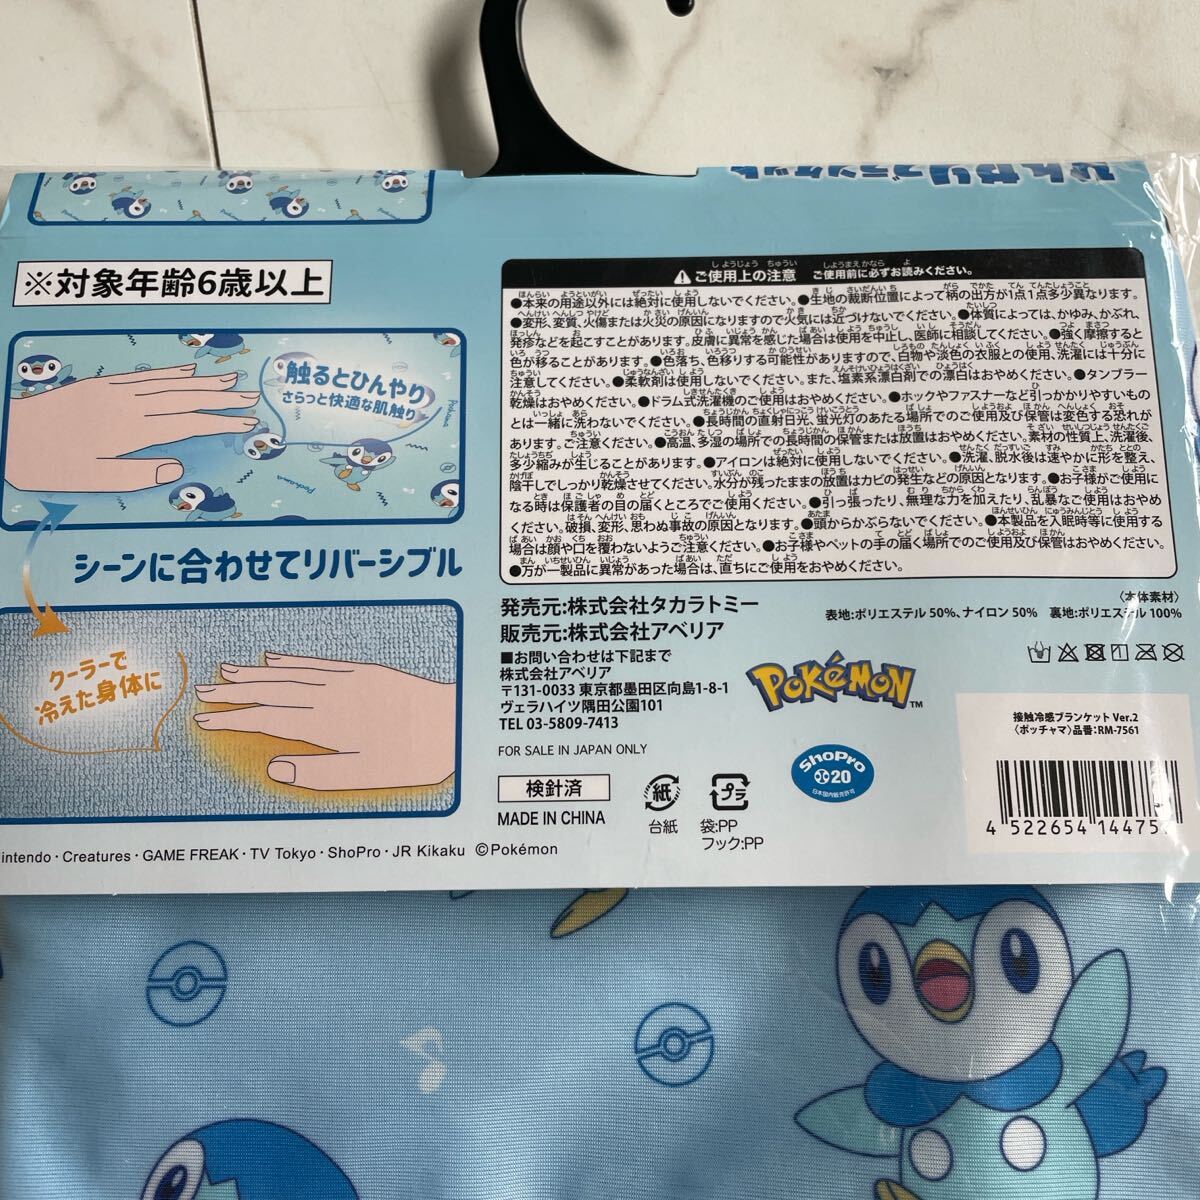 ひんやりブランケット
※対象年齢6歳以上
触るとひんやり
さらっと快適な肌触り
シーンに合わせてリバーシブル
クーラーで
冷えた身体に
ご使用上の注意 ご使用前に必ずお読みください。
●本来の用途以外には絶対に使用しないでください。●生地の裁断位置によって柄の出方が1点1点多少異なります。
●変形、変質、火傷または火災の原因になりますので火気には近づけないでください。●体質によっては、かゆみ、かぶれ、
発疹などを起こすことがあります。皮膚に異常を感じた場合は使用を中止し、医師に相談してください。●強く摩擦すると
色が移ることがあります。●色落ち、色移りする可能性がありますので、白物や淡色の衣服との使用、洗濯には十分に
注意してください。●柔軟剤は使用しないでください。また、塩素系漂白剤での漂白はおやめください。●タンブラー
乾燥はおやめください。●ドラム式洗濯機のご使用はおやめください。●ホックやファスナーなど引っかかりやすいもの
とは一緒に洗わないでください。●長時間の直射日光、蛍光灯のあたる場所でのご使用及び保管は変色する恐れが
あります。ご注意ください。●高温、多湿の場所での長時間の保管または放置はおやめください。素材の性質上、洗濯後、
多少縮みが生じることがあります。●アイロンは絶対に使用しないでください。●洗濯、脱水後は速やかに形を整え、
陰干しでしっかり乾燥させてください。水分が残ったままの放置はカビの発生などの原因となります。●お子様がご使用に
なる時は保護者の目の届くところでご使用ください。●引っ張ったり、無理な力を加えたり、乱暴なご使用はおやめ
ください。破損、変形、思わぬ事故の原因となります。●頭からかぶらないでください。●本製品を入眠時等に使用する
場合は顔や口を覆わないようご注意ください。●お子様やペットの手の届く場所でのご使用及び保管はおやめください。
●万が一製品に異常があった場合は、直ちにご使用をおやめください。
発売元:株式会社タカラトミー
販売元:株式会社アベリア
■お問い合わせは下記まで
株式会社アベリア
〒131-0033 東京都墨田区向島1-8-1
ヴェラハイツ隅田公園101
TEL 03-5809-7413
FOR SALE IN JAPAN ONLY
検針済
MADE IN CHINA
紙
台紙
プラ
袋:PP
フック:PP
〈本体素材〉
表地:ポリエステル 50%、ナイロン 50% 裏地:ポリエステル 100%
POKéMON™
ShoPro
20
日本国内販売許可
接触冷感ブランケット Ver.2
〈ポッチャマ〉品番:RM-7561
4 522654 14475
intendo・Creatures・GAME FREAK・TV Tokyo・ShoPro・JR Kikaku ©Pokémon